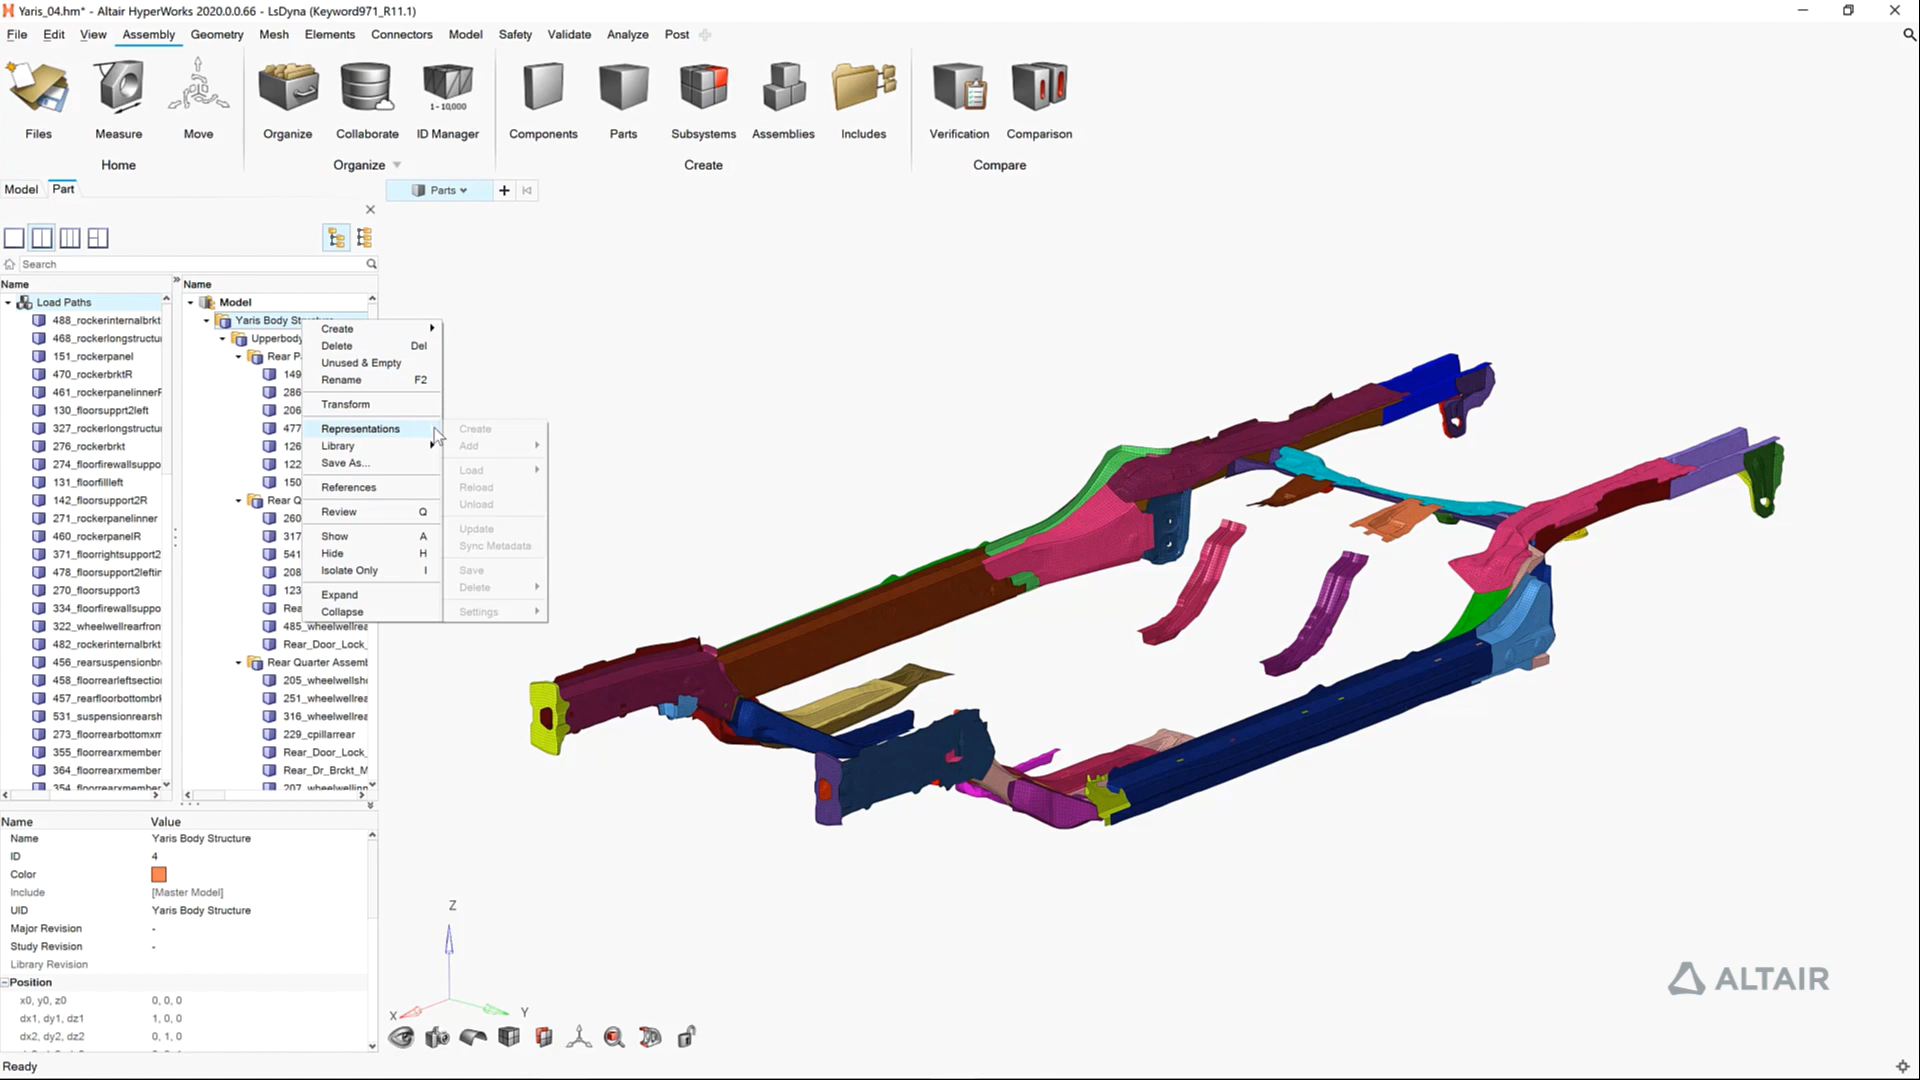 Yaris_04.hm* - Altair HyperWorks 2020.0.0.66 - LsDyna (Keyword971_R11.1)
File Edit View Assembly Geometry Mesh Elements Connectors Model Safety Validate Analyze Post
1 - 10,000
Files Measure Move Organize Collaborate ID Manager Components Parts Subsystems Assemblies Includes Verification Comparison
Home Organize Create Compare
Model Part
Parts
Search
Name
Load Paths
488_rockerinternalbrkt
468_rockerlongstructu
151_rockerpanel
470_rockerbrktR
461_rockerpanelinnerF
130_floorsupprt2left
327_rockerlongstructu
276_rockerbrkt
274_floorfirewallsuppo
131_floorfillleft
142_floorsupport2R
271_rockerpanelinner
460_rockerpanelR
371_floorrightsupport2
478_floorsupport2leftin
270_floorsupport3
334_floorfirewallsuppo
322_wheelwellrearfron
482_rockerinternalbrkt
456_rearsuspensionbr
458_floorrearleftsectio
457_rearfloorbottombrk
531_suspensionrearsh
273_floorrearbottomxm
355_floorrearxmember
364_floorrearxmember
354_floorrearxmember
Name
Model
Yaris Body St
Upperbody
Rear P
149
286
206
477
126
122
150
Rear Q
260
317
541
208
123
Rea
485_wheelwellrea
Rear_Door_Lock_
Rear Quarter Assemb
205_wheelwellsh
251_wheelwellrea
316_wheelwellrea
229_cpillarrear
Rear_Door_Lock_
Rear_Dr_Brckt_M
207_wheelwellinn
Create
Delete Del
Unused & Empty
Rename F2
Transform
Representations
Library
Save As...
References
Review Q
Show A
Hide H
Isolate Only I
Expand
Collapse
Create
Add
Load
Reload
Unload
Update
Sync Metadata
Save
Delete
Settings
Name Value
Name Yaris Body Structure
ID 4
Color
Include [Master Model]
UID Yaris Body Structure
Major Revision -
Study Revision -
Library Revision
Position
x0, y0, z0 0, 0, 0
dx1, dy1, dz1 1, 0, 0
dx2, dy2, dz2 0, 1, 0
Z
X
Y
ALTAIR
Ready